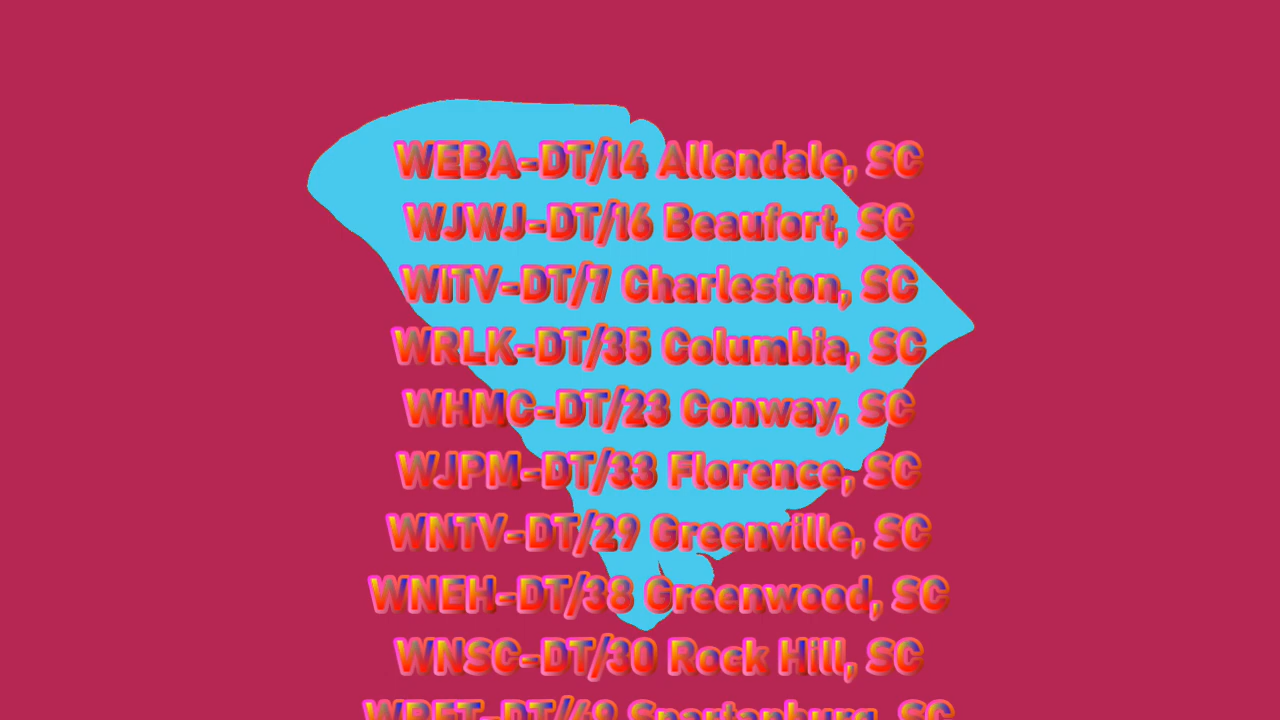 WEBA-DT/14 Allendale, SC
WJWJ-DT/16 Beaufort, SC
WITV-DT/7 Charleston, SC
WRLK-DT/35 Columbia, SC
WHMC-DT/23 Conway, SC
WJPM-DT/33 Florence, SC
WNTV-DT/29 Greenville, SC
WNEH-DT/38 Greenwood, SC
WNSC-DT/30 Rock Hill, SC
Spartanburg, SC